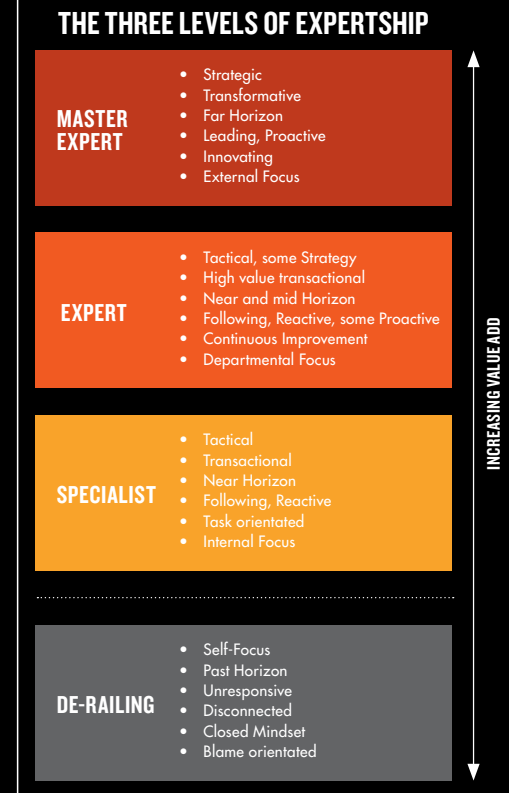 THE THREE LEVELS OF EXPERTSHIP
MASTER
EXPERT
• Strategic
• Transformative
• Far Horizon
• Leading, Proactive
• Innovating
• External Focus
EXPERT
• Tactical, some Strategy
• High value transactional
• Near and mid Horizon
• Following, Reactive, some Proactive
• Continuous Improvement
• Departmental Focus
SPECIALIST
• Tactical
• Transactional
• Near Horizon
• Following, Reactive
• Task orientated
• Internal Focus
DE-RAILING
• Self-Focus
• Past Horizon
• Unresponsive
• Disconnected
• Closed Mindset
• Blame orientated
INCREASING VALUE ADD